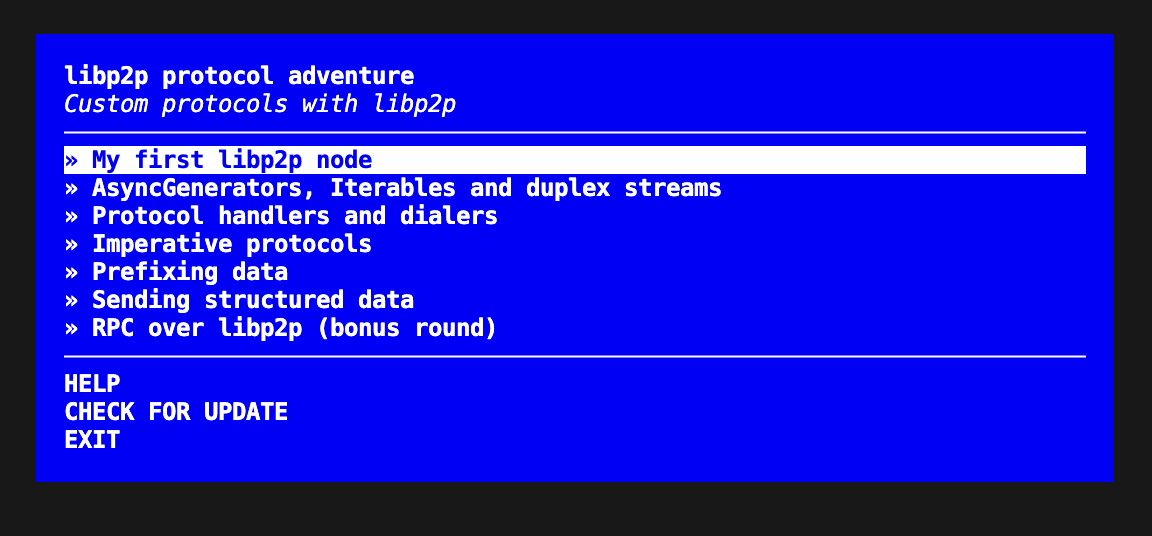 libp2p protocol adventure
Custom protocols with libp2p
» My first libp2p node
» AsyncGenerators, Iterables and duplex streams
» Protocol handlers and dialers
» Imperative protocols
» Prefixing data
» Sending structured data
» RPC over libp2p (bonus round)
HELP
CHECK FOR UPDATE
EXIT